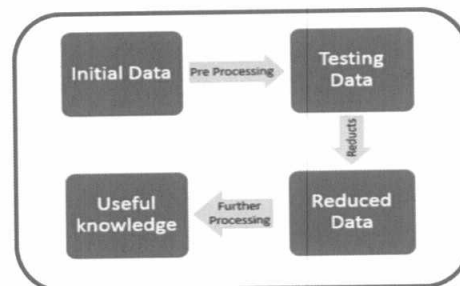 Initial Data
Pre Processing
Testing
Data
Reducts
Reduced
Data
Further
Processing
Useful
knowledge